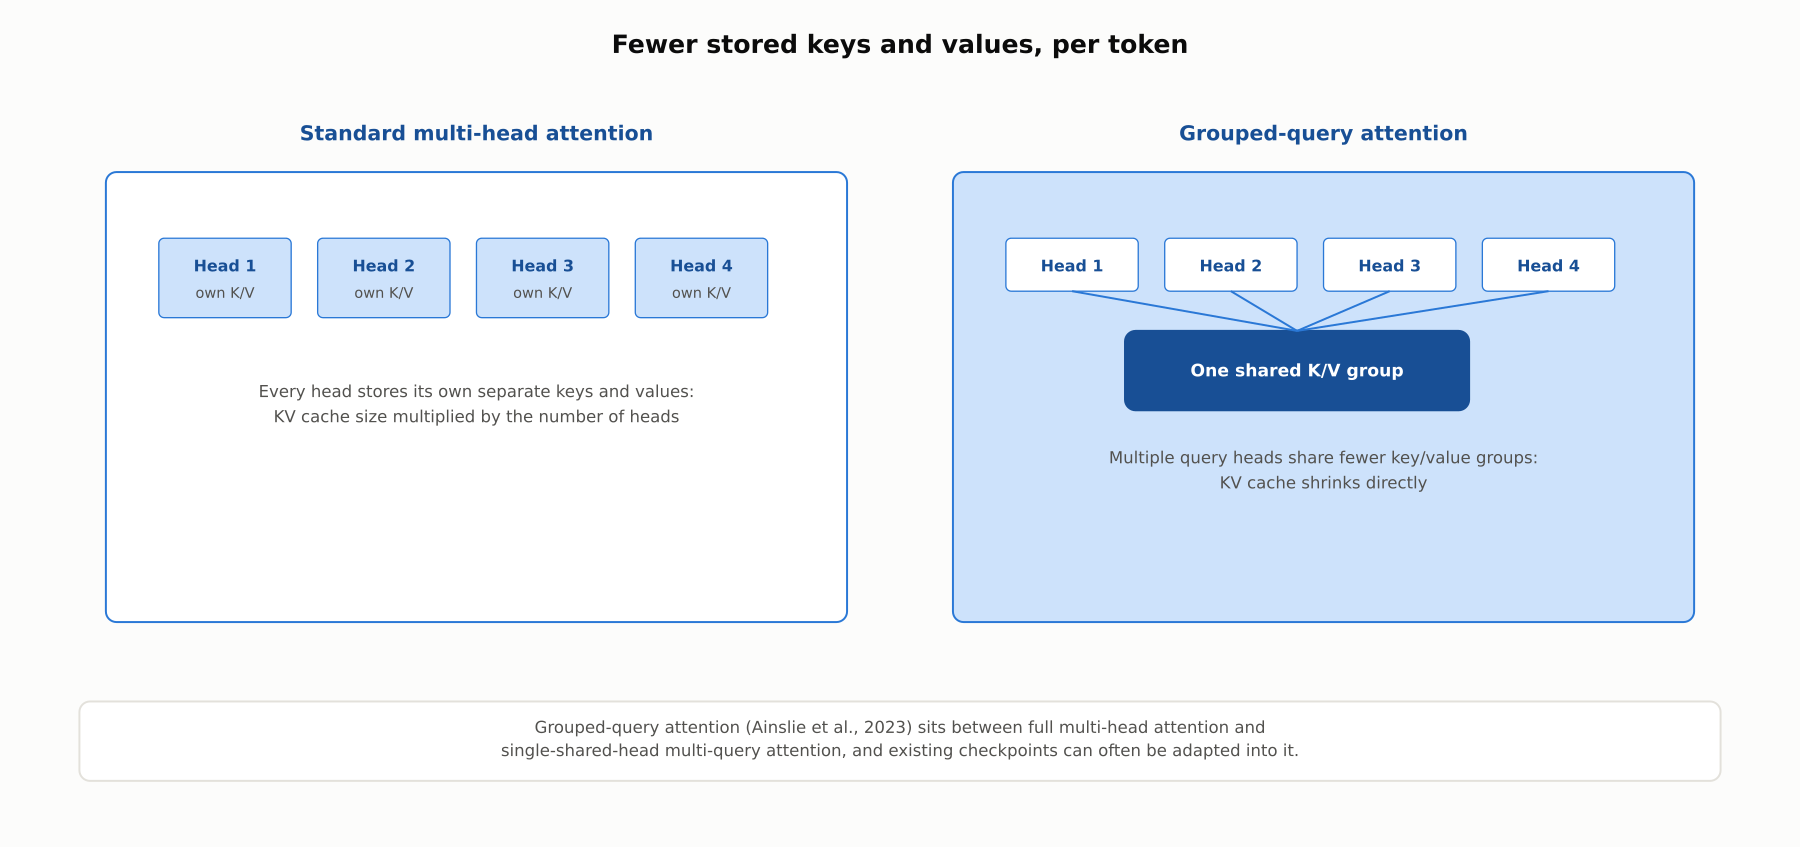 Fewer stored keys and values, per token
Standard multi-head attention
Head 1
own K/V
Head 2
own K/V
Head 3
own K/V
Head 4
own K/V
Every head stores its own separate keys and values:
KV cache size multiplied by the number of heads
Grouped-query attention
Head 1
Head 2
Head 3
Head 4
One shared K/V group
Multiple query heads share fewer key/value groups:
KV cache shrinks directly
Grouped-query attention (Ainslie et al., 2023) sits between full multi-head attention and
single-shared-head multi-query attention, and existing checkpoints can often be adapted into it.